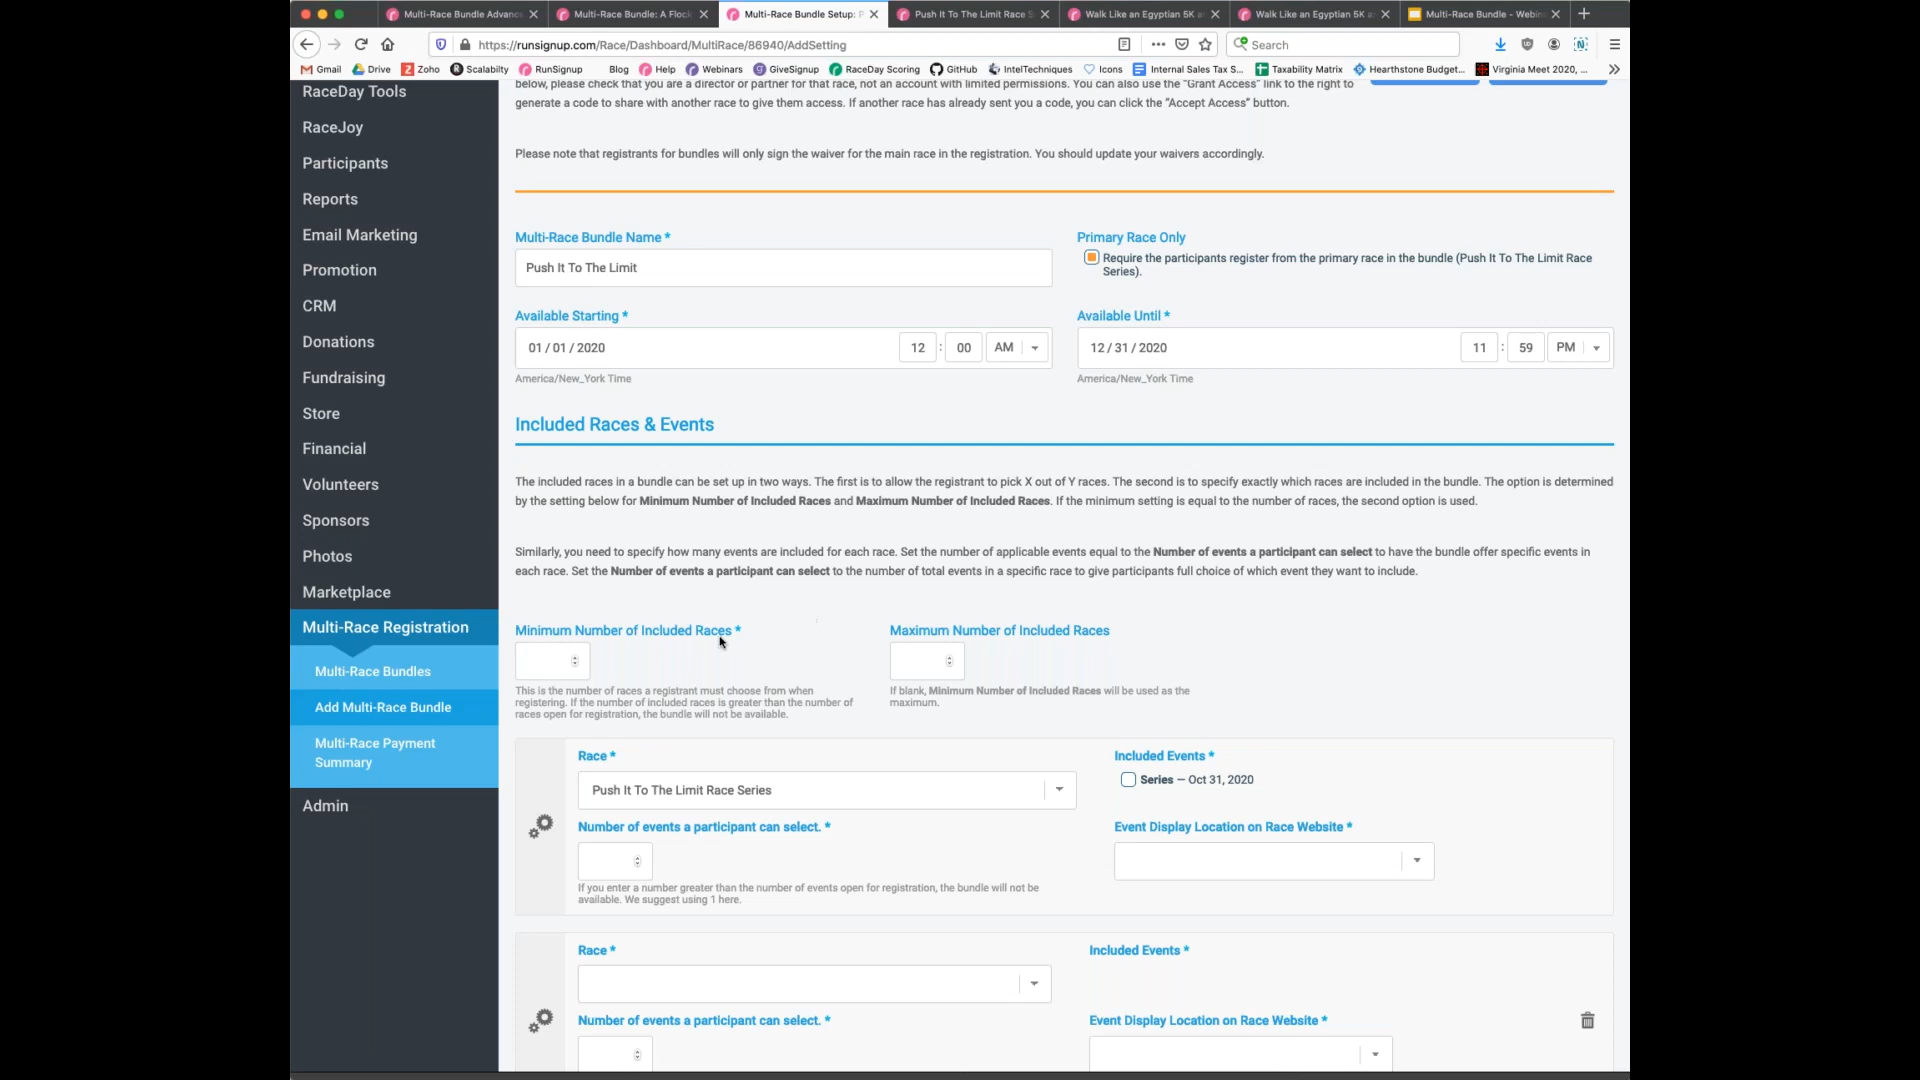 Multi-Race Bundle Advanc
Multi-Race Bundle: A Flock
Multi-Race Bundle Setup: P
Push It To The Limit Race S
Walk Like an Egyptian 5K a
Walk Like an Egyptian 5K a
Multi-Race Bundle - Webin
https://runsignup.com/Race/Dashboard/MultiRace/86940/AddSetting
Search
Gmail
Drive
Zoho
Scalabity
RunSignup
Blog
Help
Webinars
GiveSignup
RaceDay Scoring
GitHub
IntelTechniques
Icons
Internal Sales Tax S...
Taxability Matrix
Hearthstone Budget...
Virginia Meet 2020, ...
RaceDay Tools
RaceJoy
Participants
Reports
Email Marketing
Promotion
CRM
Donations
Fundraising
Store
Financial
Volunteers
Sponsors
Photos
Marketplace
Multi-Race Registration
Multi-Race Bundles
Add Multi-Race Bundle
Multi-Race Payment
Summary
Admin
below, please check that you are a director or partner for that race, not an account with limited permissions. You can also use the "Grant Access" link to the right to
generate a code to share with another race to give them access. If another race has already sent you a code, you can click the "Accept Access" button.
Please note that registrants for bundles will only sign the waiver for the main race in the registration. You should update your waivers accordingly.
Multi-Race Bundle Name *
Push It To The Limit
Primary Race Only
Require the participants register from the primary race in the bundle (Push It To The Limit Race
Series).
Available Starting *
01 / 01 / 2020 12 : 00 AM
America/New_York Time
Available Until *
12 / 31 / 2020 11 : 59 PM
America/New_York Time
Included Races & Events
The included races in a bundle can be set up in two ways. The first is to allow the registrant to pick X out of Y races. The second is to specify exactly which races are included in the bundle. The option is determined
by the setting below for Minimum Number of Included Races and Maximum Number of Included Races. If the minimum setting is equal to the number of races, the second option is used.
Similarly, you need to specify how many events are included for each race. Set the number of applicable events equal to the Number of events a participant can select to have the bundle offer specific events in
each race. Set the Number of events a participant can select to the number of total events in a specific race to give participants full choice of which event they want to include.
Minimum Number of Included Races *
This is the number of races a registrant must choose from when
registering. If the number of included races is greater than the number of
races open for registration, the bundle will not be available.
Maximum Number of Included Races
If blank, Minimum Number of Included Races will be used as the
maximum.
Race *
Push It To The Limit Race Series
Included Events *
Series — Oct 31, 2020
Number of events a participant can select. *
If you enter a number greater than the number of events open for registration, the bundle will not be
available. We suggest using 1 here.
Event Display Location on Race Website *
Race *
Included Events *
Number of events a participant can select. *
Event Display Location on Race Website *